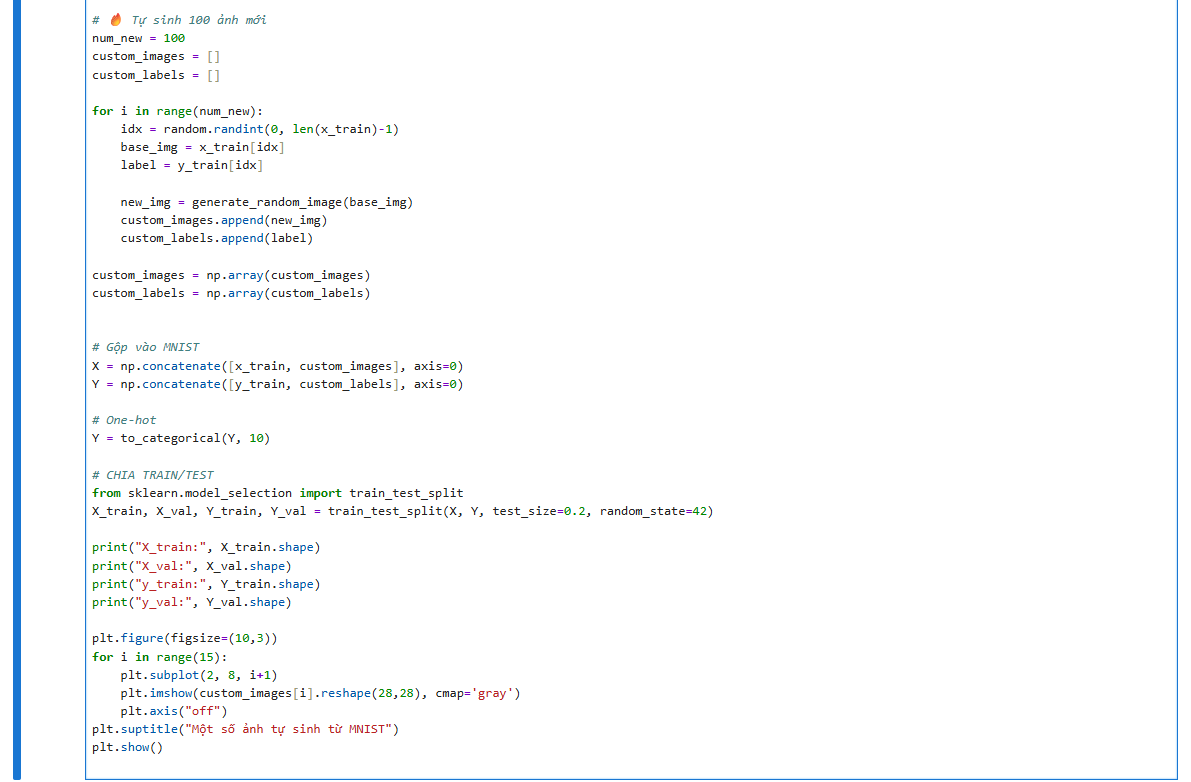 # 🔥 Tự sinh 100 ảnh mới
num_new = 100
custom_images = []
custom_labels = []
for i in range(num_new):
    idx = random.randint(0, len(x_train)-1)
    base_img = x_train[idx]
    label = y_train[idx]
    new_img = generate_random_image(base_img)
    custom_images.append(new_img)
    custom_labels.append(label)
custom_images = np.array(custom_images)
custom_labels = np.array(custom_labels)
# Gộp vào MNIST
X = np.concatenate([x_train, custom_images], axis=0)
Y = np.concatenate([y_train, custom_labels], axis=0)
# One-hot
Y = to_categorical(Y, 10)
# CHIA TRAIN/TEST
from sklearn.model_selection import train_test_split
X_train, X_val, Y_train, Y_val = train_test_split(X, Y, test_size=0.2, random_state=42)
print("X_train:", X_train.shape)
print("X_val:", X_val.shape)
print("y_train:", Y_train.shape)
print("y_val:", Y_val.shape)
plt.figure(figsize=(10,3))
for i in range(15):
    plt.subplot(2, 8, i+1)
    plt.imshow(custom_images[i].reshape(28,28), cmap='gray')
    plt.axis("off")
plt.suptitle("Một số ảnh tự sinh từ MNIST")
plt.show()